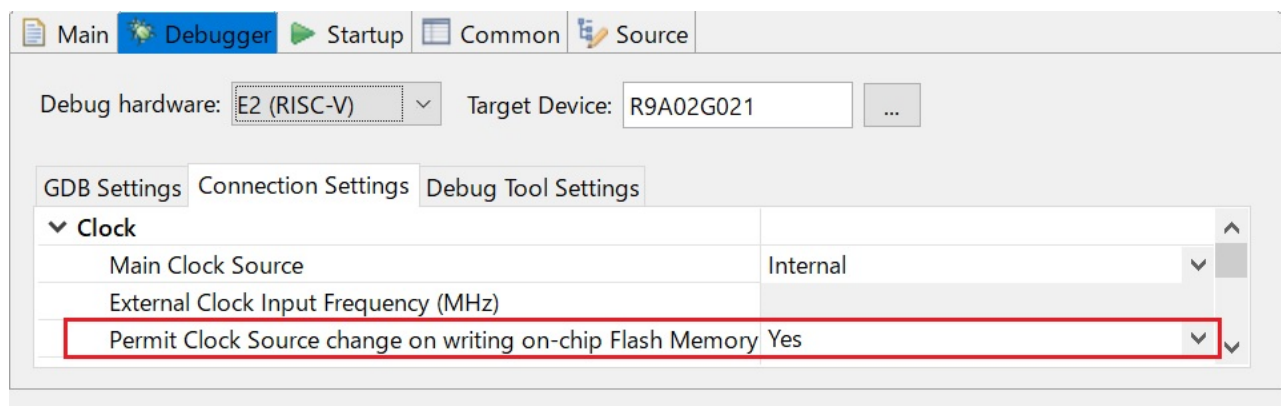 Main Debugger Startup Common Source
Debug hardware: E2 (RISC-V) Target Device: R9A02G021 ...
GDB Settings Connection Settings Debug Tool Settings
Clock
Main Clock Source Internal
External Clock Input Frequency (MHz)
Permit Clock Source change on writing on-chip Flash Memory Yes